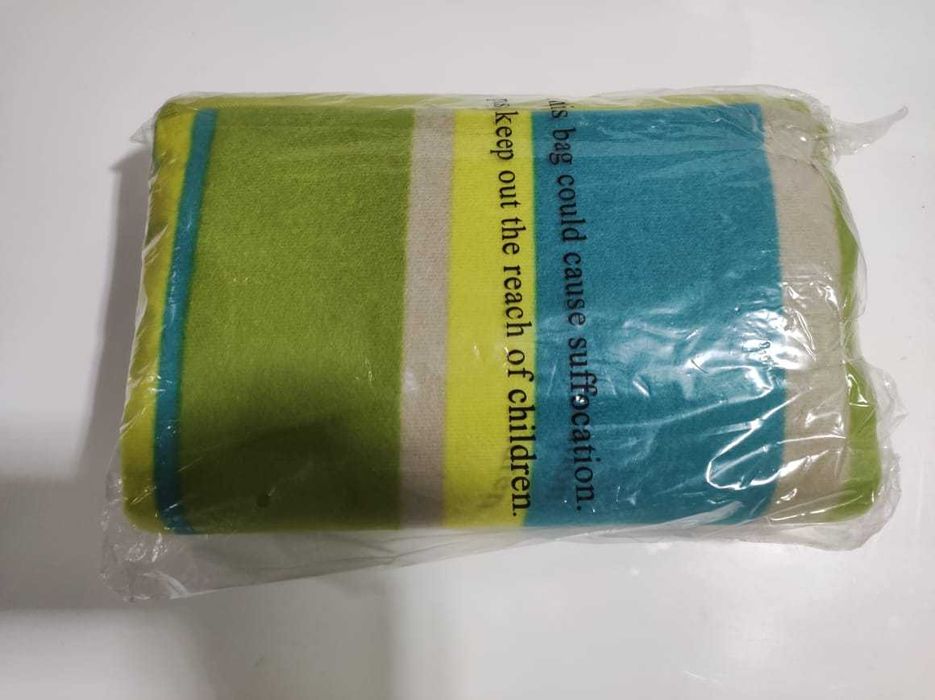 bag could cause suffocation.
keep out the reach of children.